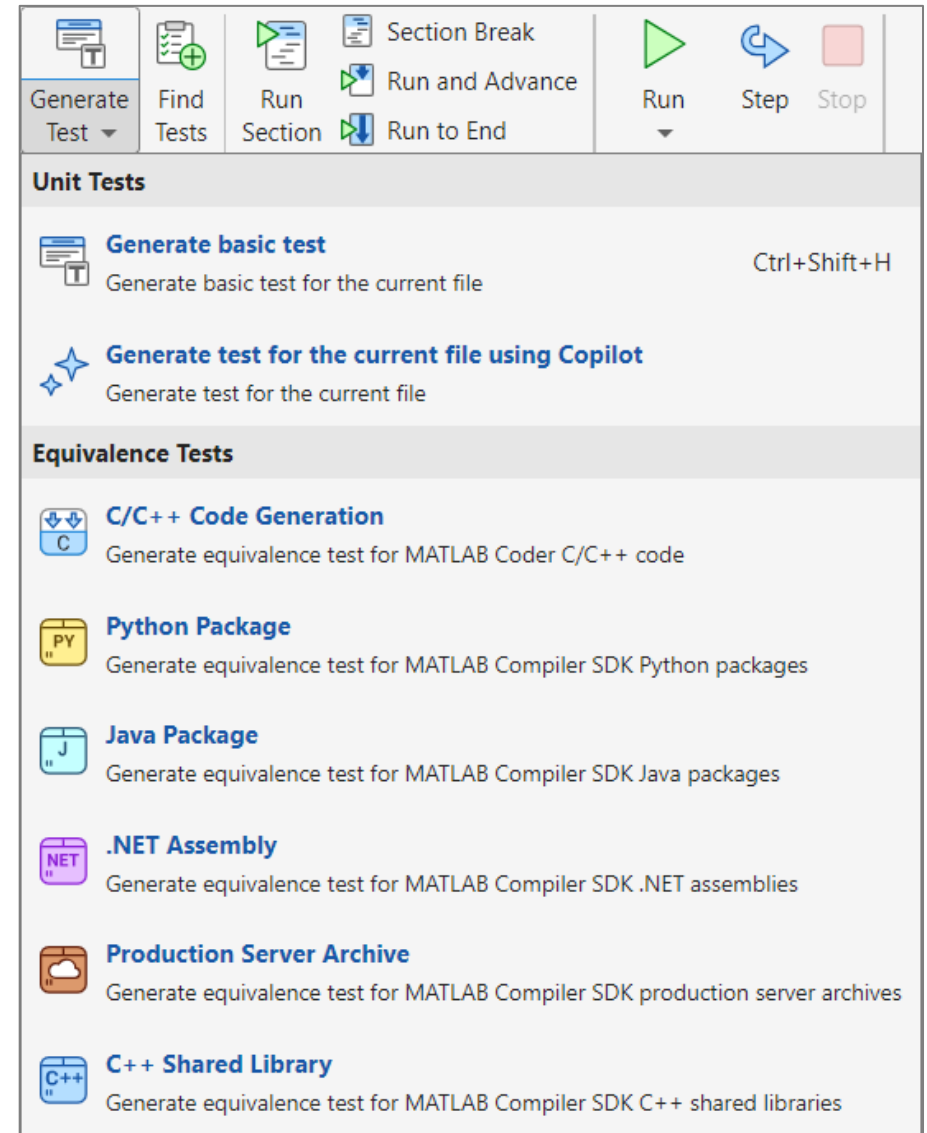 Generate Test
Find Tests
Run Section
Section Break
Run and Advance
Run to End
Run
Step
Stop
Unit Tests
T
Generate basic test
Ctrl+Shift+H
Generate basic test for the current file
Generate test for the current file using Copilot
Generate test for the current file
Equivalence Tests
C
C/C++ Code Generation
Generate equivalence test for MATLAB Coder C/C++ code
PY
Python Package
Generate equivalence test for MATLAB Compiler SDK Python packages
J
Java Package
Generate equivalence test for MATLAB Compiler SDK Java packages
NET
.NET Assembly
Generate equivalence test for MATLAB Compiler SDK .NET assemblies
Production Server Archive
Generate equivalence test for MATLAB Compiler SDK production server archives
C++
C++ Shared Library
Generate equivalence test for MATLAB Compiler SDK C++ shared libraries